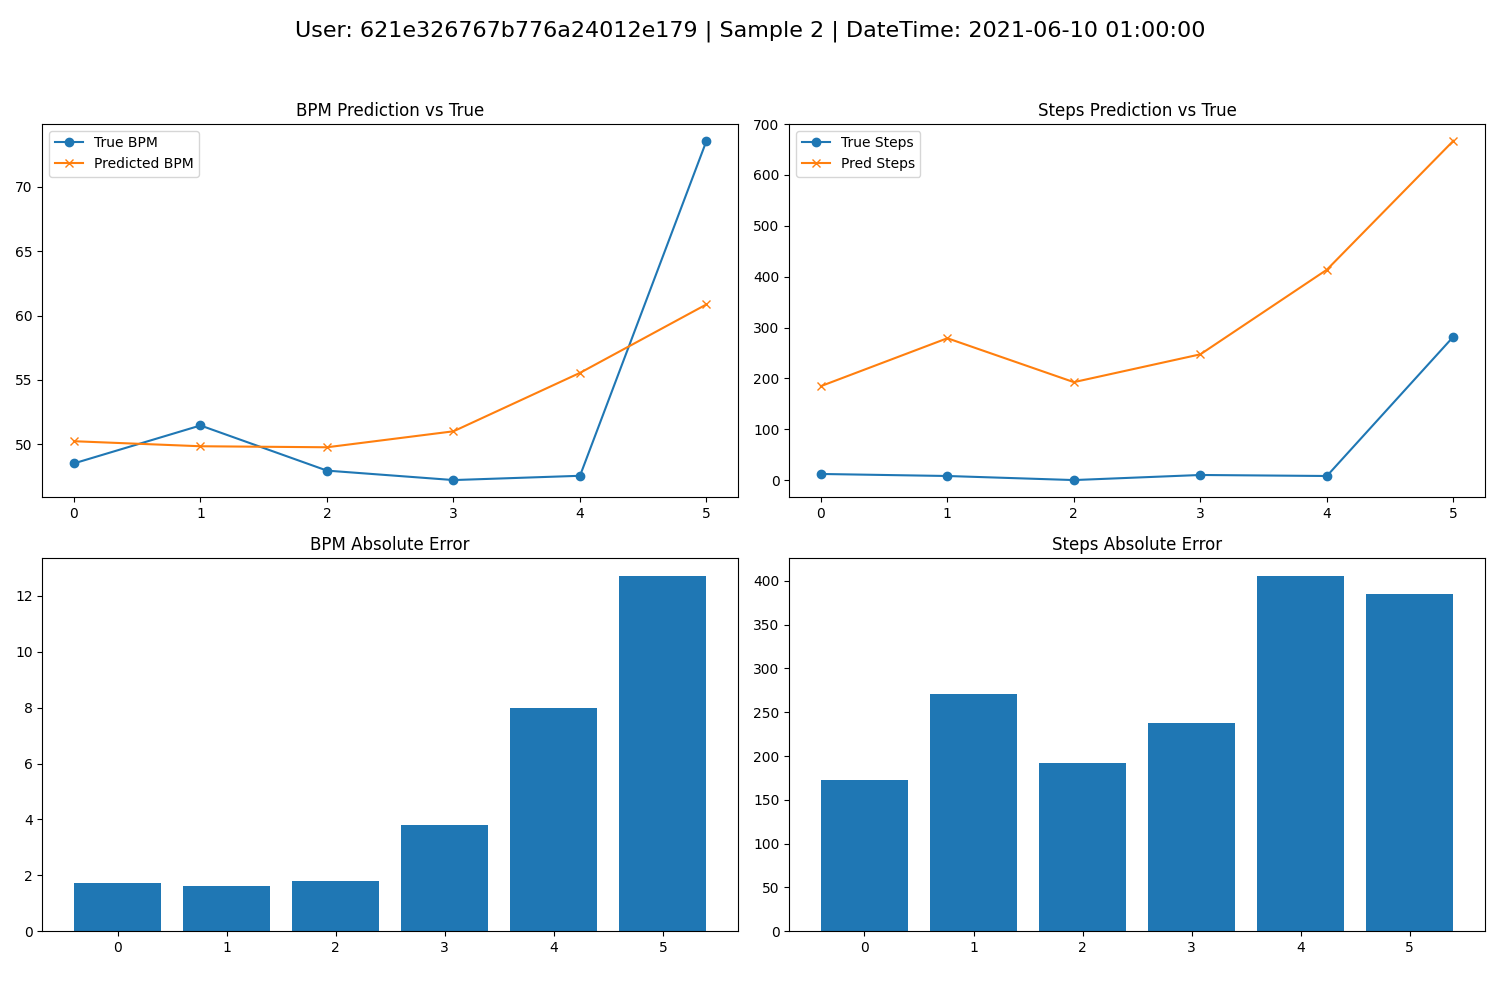 User: 621e326767b776a24012e179 | Sample 2 | DateTime: 2021-06-10 01:00:00
BPM Prediction vs True
True BPM
Predicted BPM
70
65
60
55
50
0 1 2 3 4 5
Steps Prediction vs True
True Steps
Pred Steps
700
600
500
400
300
200
100
0
0 1 2 3 4 5
BPM Absolute Error
12
10
8
6
4
2
0
0 1 2 3 4 5
Steps Absolute Error
400
350
300
250
200
150
100
50
0
0 1 2 3 4 5